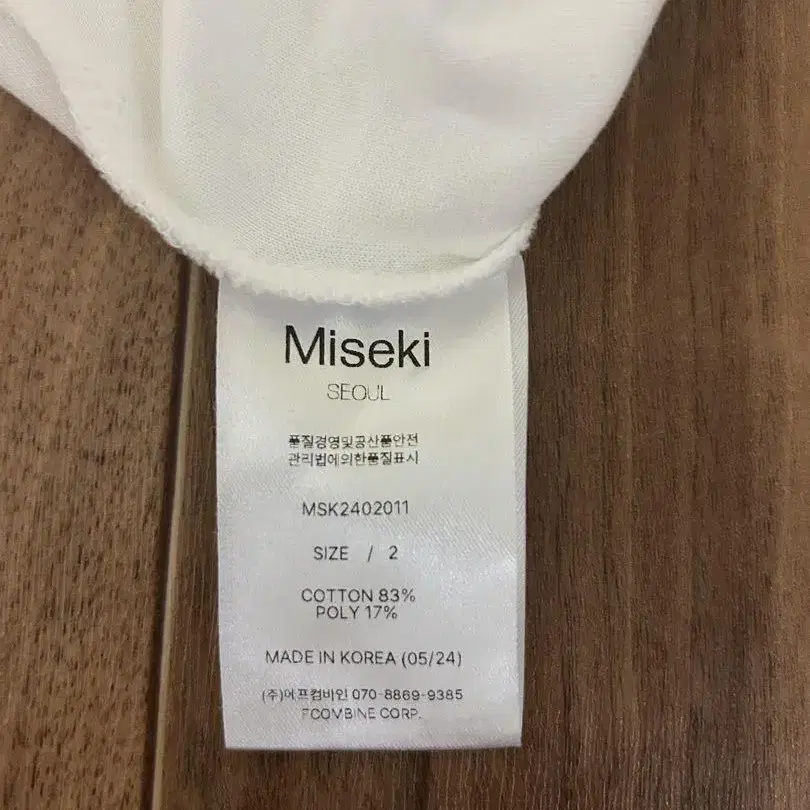 Miseki
SEOUL
품질경영및공산품안전
관리법에의한품질표시
MSK2402011
SIZE / 2
COTTON 83%
POLY 17%
MADE IN KOREA (05/24)
(주)에프컴바인 070-8869-9385
FCOMBINE CORP.